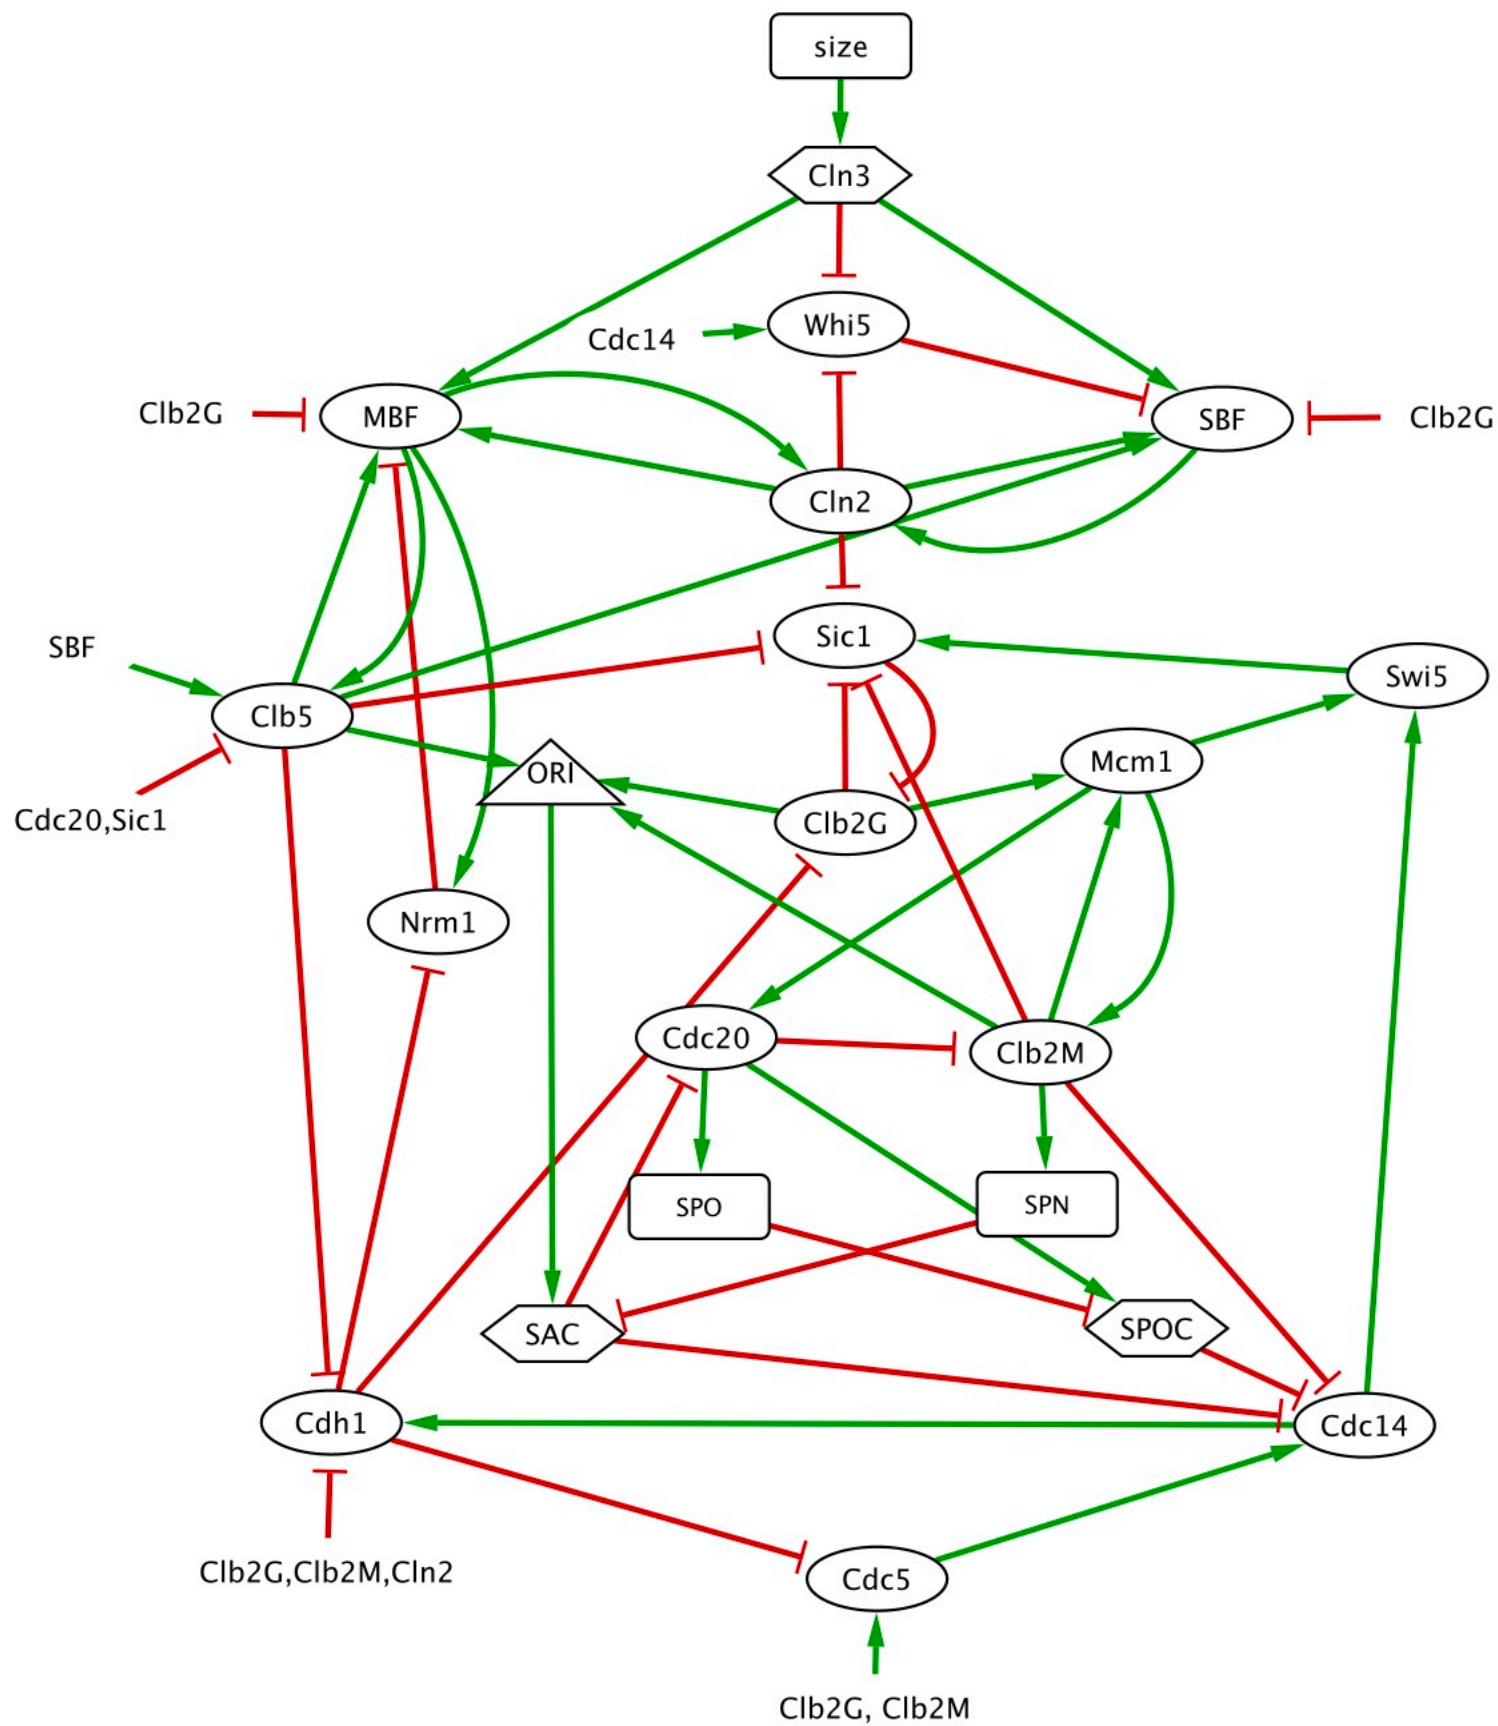 size
Cln3
Whi5
Cdc14
Clb2G
MBF
SBF
Clb2G
Cln2
Sic1
SBF
Swi5
Clb5
Mcm1
ORI
Cdc20,Sic1
Clb2G
Nrm1
Cdc20
Clb2M
SPO
SPN
SAC
SPOC
Cdh1
Cdc14
Clb2G,Clb2M,Cln2
Cdc5
Clb2G, Clb2M